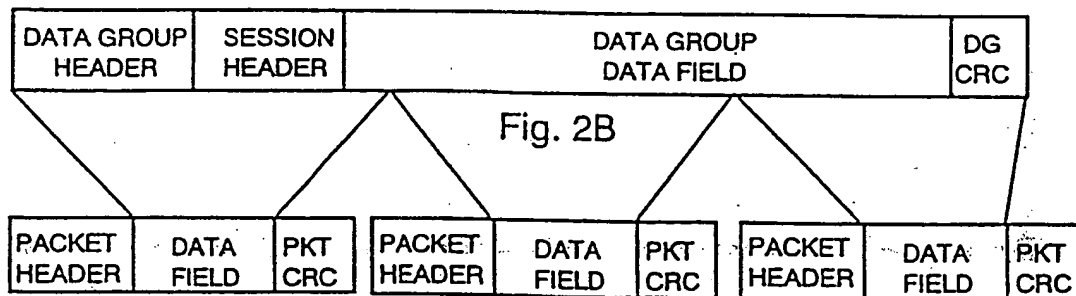 DATA GROUP HEADER
SESSION HEADER
DATA GROUP DATA FIELD
DG CRC
Fig. 2B
PACKET HEADER
DATA FIELD
PKT CRC
PACKET HEADER
DATA FIELD
PKT CRC
PACKET HEADER
DATA FIELD
PKT CRC